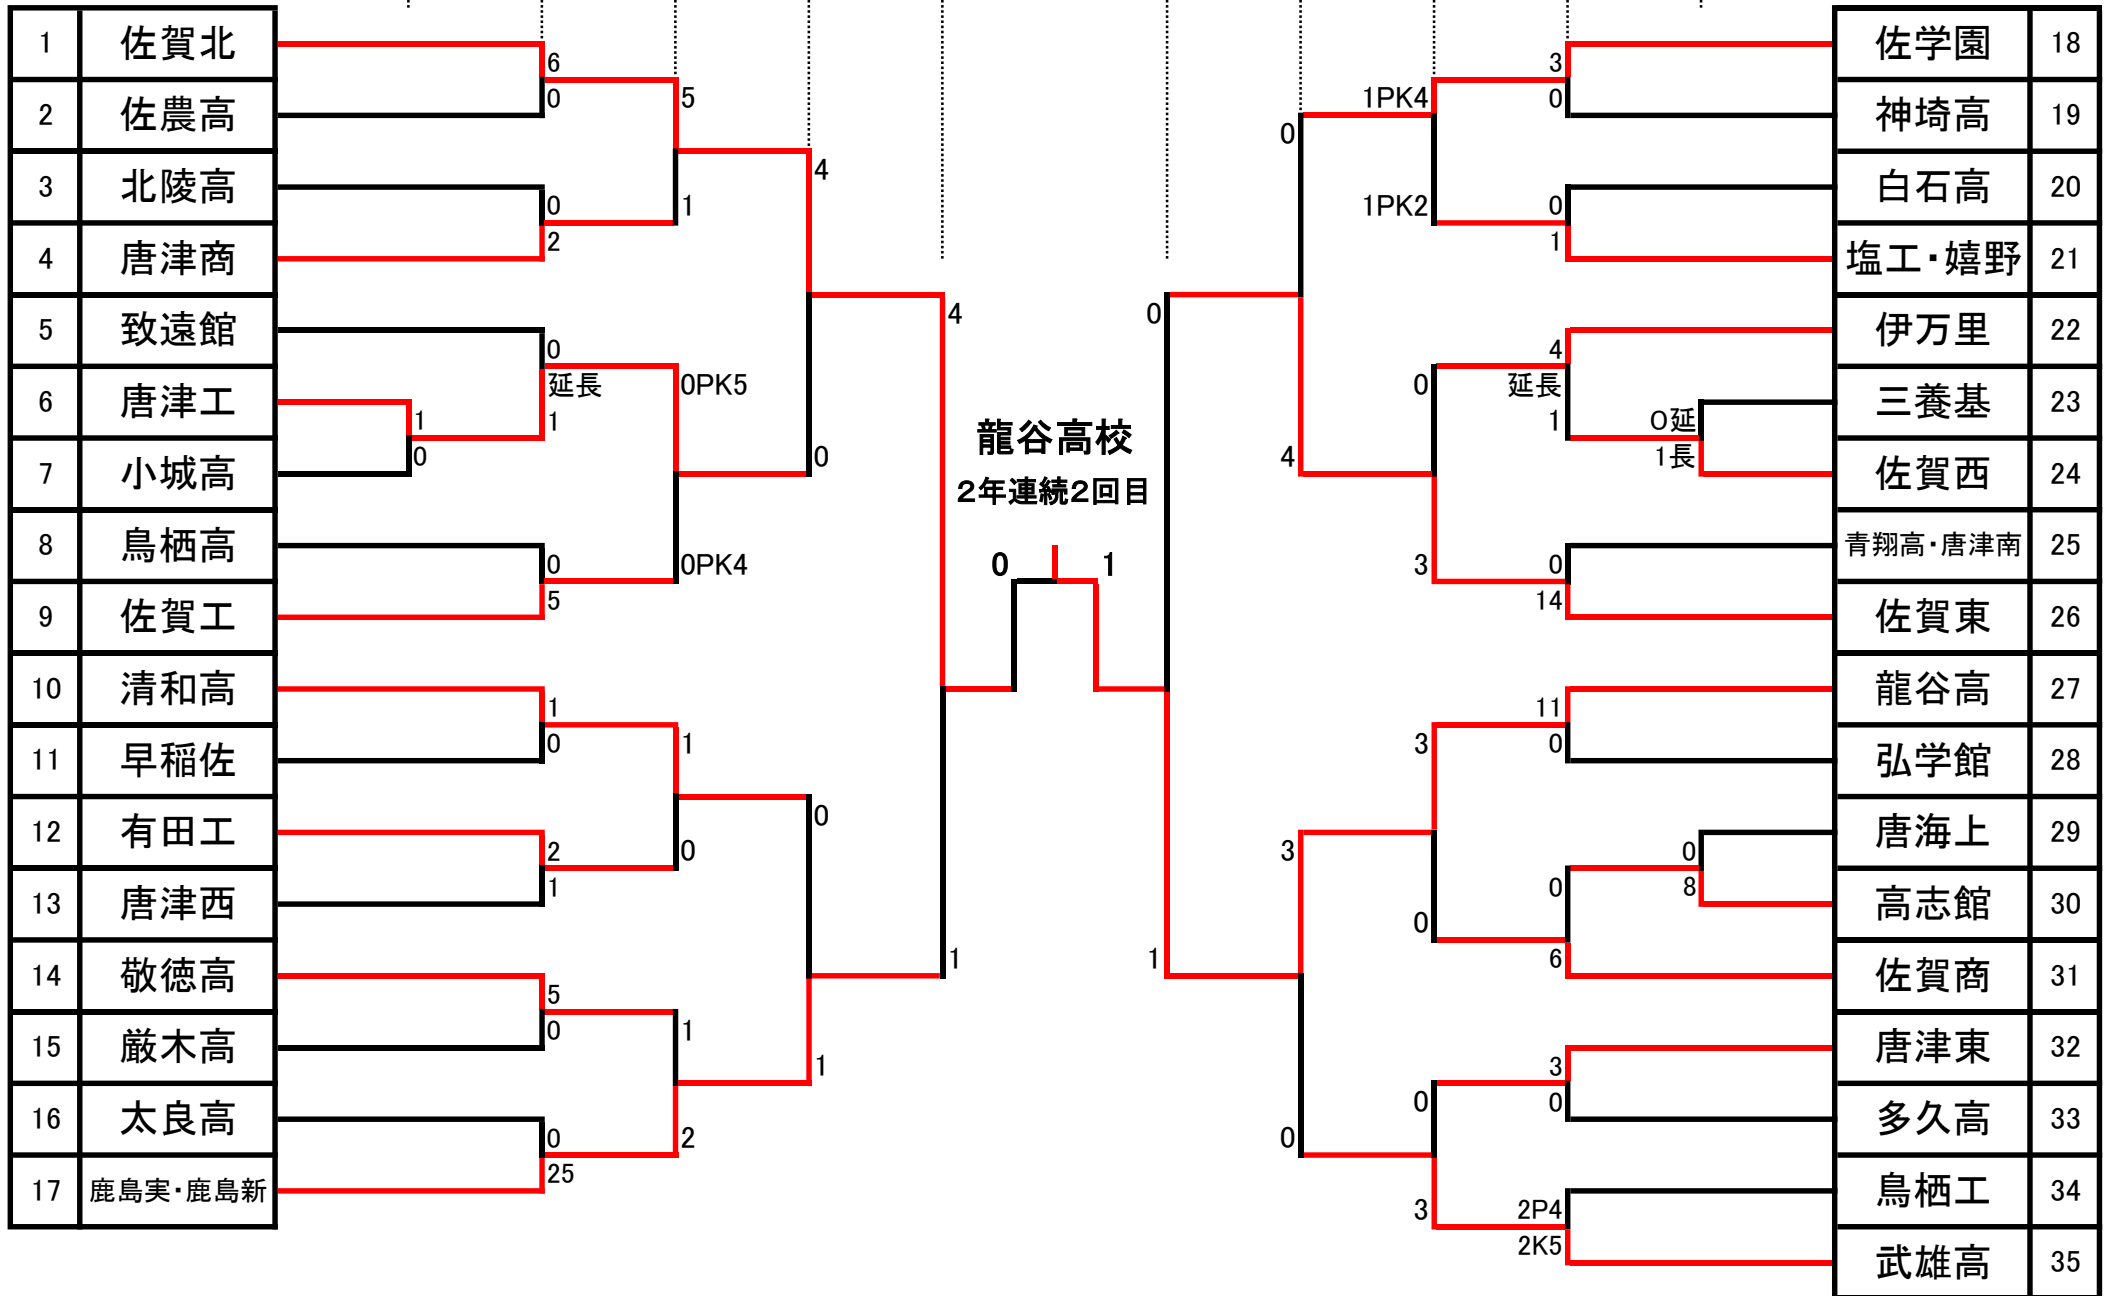 1 佐賀北
2 佐農高
3 北陵高
4 唐津商
5 致遠館
6 唐津工
7 小城高
8 鳥栖高
9 佐賀工
10 清和高
11 早稲佐
12 有田工
13 唐津西
14 敬徳高
15 厳木高
16 太良高
17 鹿島実・鹿島新
1
0
6
0
0
2
0
延長
1
0
5
1
0
2
1
5
0
0
25
5
1
0PK5
0PK4
1
0
1
2
4
0
0
1
4
1
龍谷高校
2年連続2回目
0 1
0
1
0
4
3
0
1PK4
1PK2
0
3
3
0
0
3
3
0
0
1
4
延長
1
0
14
11
0
0
6
3
0
2P4
2K5
0延
1長
0
8
佐学園 18
神埼高 19
白石高 20
塩工・嬉野 21
伊万里 22
三養基 23
佐賀西 24
青翔高・唐津南 25
佐賀東 26
龍谷高 27
弘学館 28
唐海上 29
高志館 30
佐賀商 31
唐津東 32
多久高 33
鳥栖工 34
武雄高 35